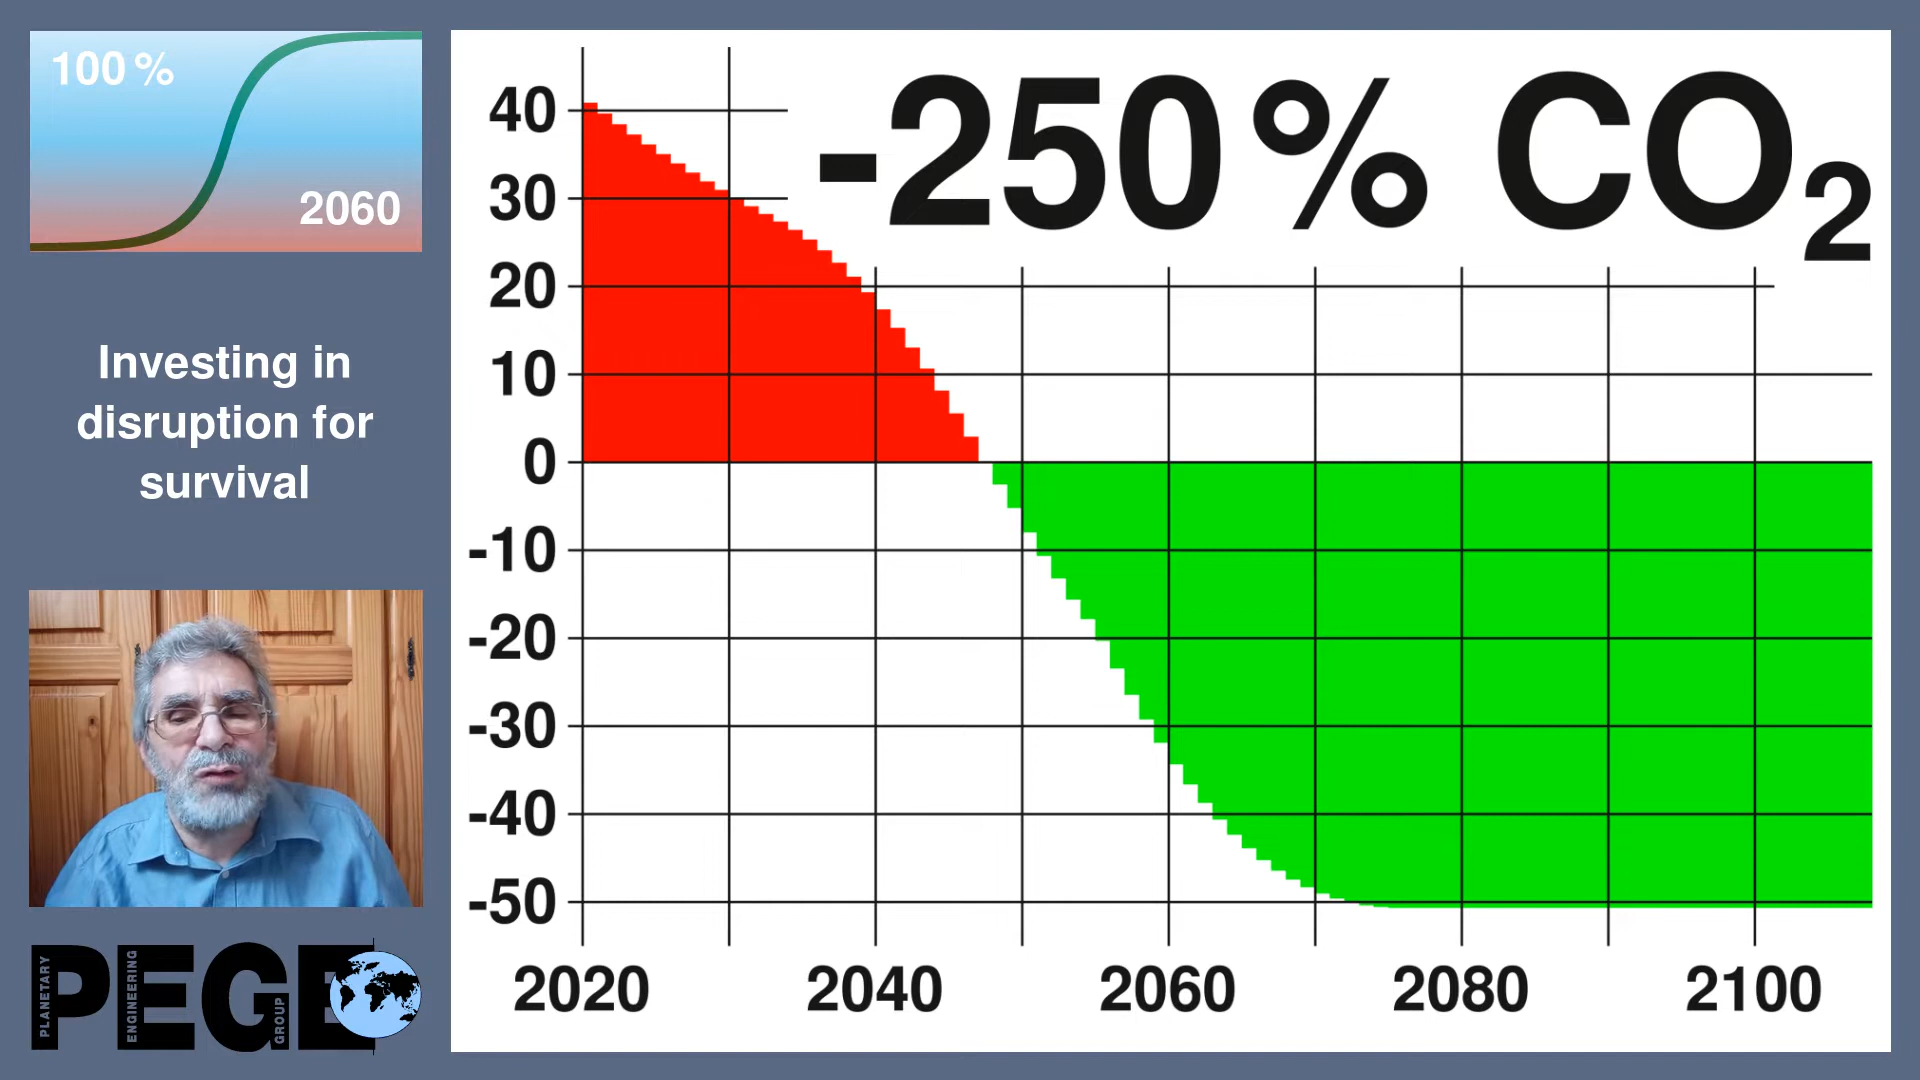 100 %
2060
Investing in
disruption for
survival
PEGE
PLANETARY
ENGINEERING
GROUP
-250 % CO₂
40
30
20
10
0
-10
-20
-30
-40
-50
2020 2040 2060 2080 2100